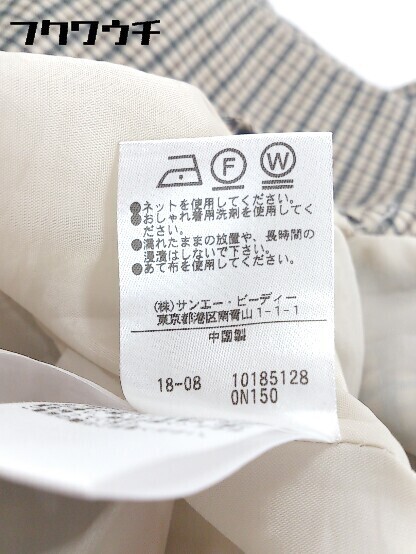 フクワウチ
F W
●ネットを使用してください。
●おしゃれ着用洗剤を使用してく
ださい。
●濡れたままの放置や、長時間の
浸漬はしないで下さい。
●あて布を使用してください。
(株)サンエー・ビーディー
東京都港区南青山1-1-1
中国製
18-08 10185128
0N150